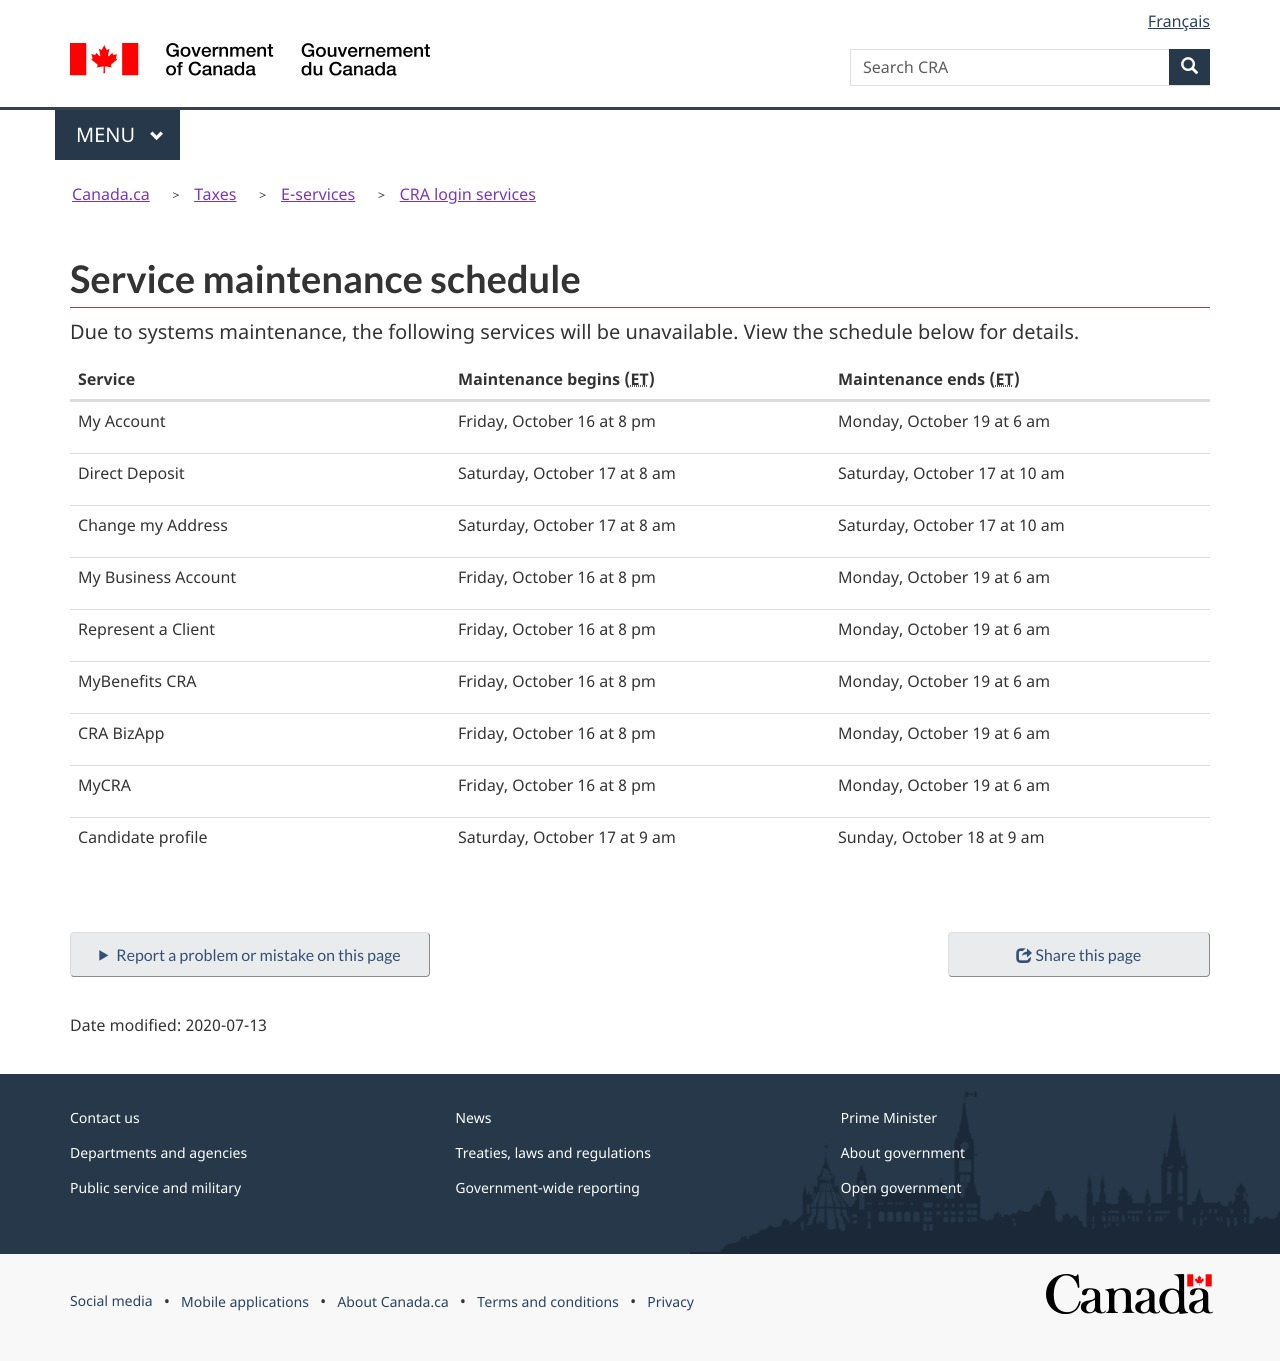 Français
Government of Canada
Gouvernement du Canada
Search CRA
MENU
Canada.ca > Taxes > E-services > CRA login services
Service maintenance schedule
Due to systems maintenance, the following services will be unavailable. View the schedule below for details.
Service Maintenance begins (ET) Maintenance ends (ET)
My Account Friday, October 16 at 8 pm Monday, October 19 at 6 am
Direct Deposit Saturday, October 17 at 8 am Saturday, October 17 at 10 am
Change my Address Saturday, October 17 at 8 am Saturday, October 17 at 10 am
My Business Account Friday, October 16 at 8 pm Monday, October 19 at 6 am
Represent a Client Friday, October 16 at 8 pm Monday, October 19 at 6 am
MyBenefits CRA Friday, October 16 at 8 pm Monday, October 19 at 6 am
CRA BizApp Friday, October 16 at 8 pm Monday, October 19 at 6 am
MyCRA Friday, October 16 at 8 pm Monday, October 19 at 6 am
Candidate profile Saturday, October 17 at 9 am Sunday, October 18 at 9 am
Report a problem or mistake on this page Share this page
Date modified: 2020-07-13
Contact us News Prime Minister
Departments and agencies Treaties, laws and regulations About government
Public service and military Government-wide reporting Open government
Social media • Mobile applications • About Canada.ca • Terms and conditions • Privacy
Canada